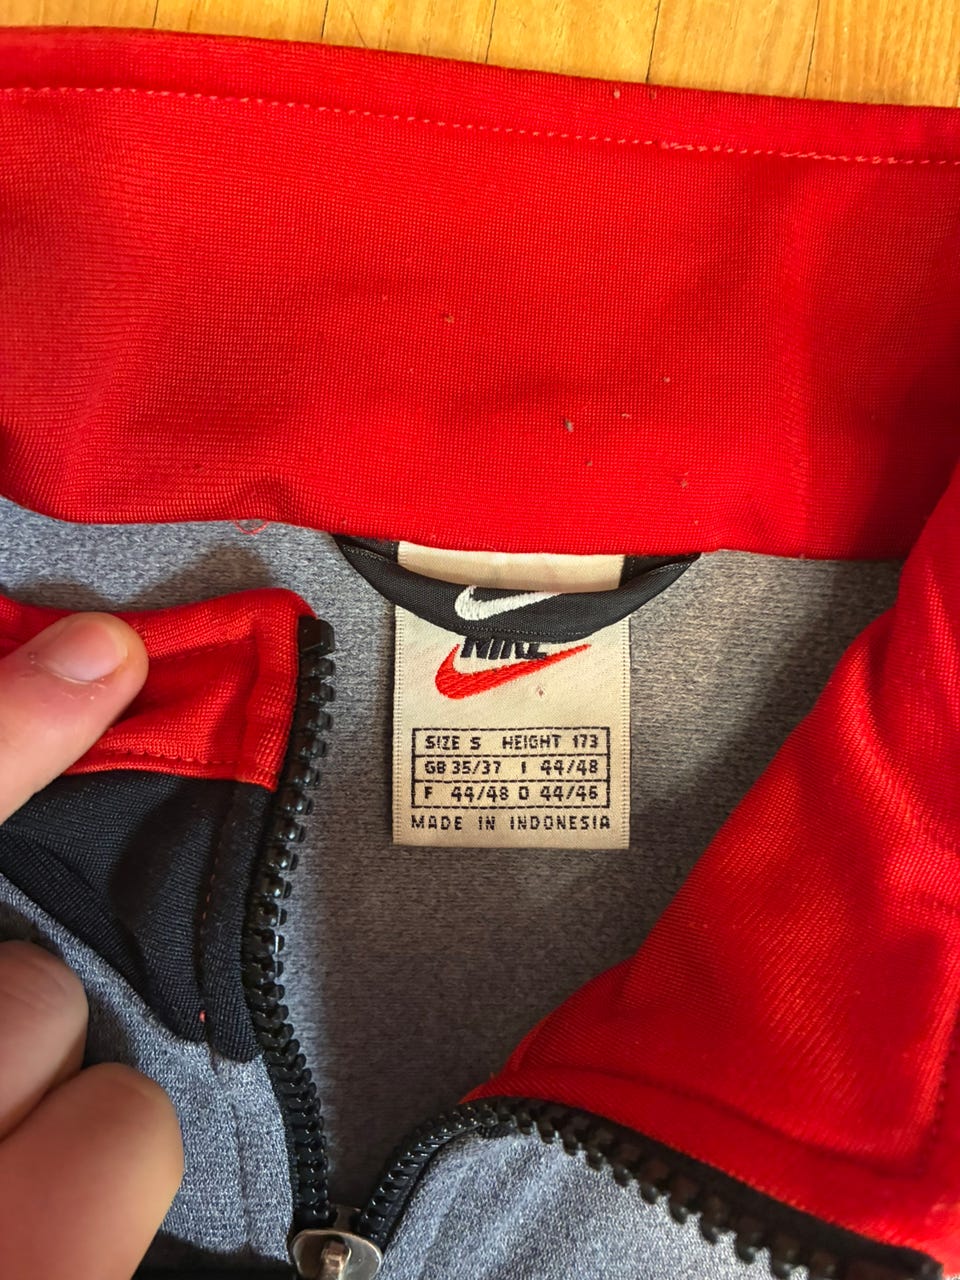 NIKE
SIZE S HEIGHT 173
GB 35/37 I 44/48
F 44/48 D 44/46
MADE IN INDONESIA